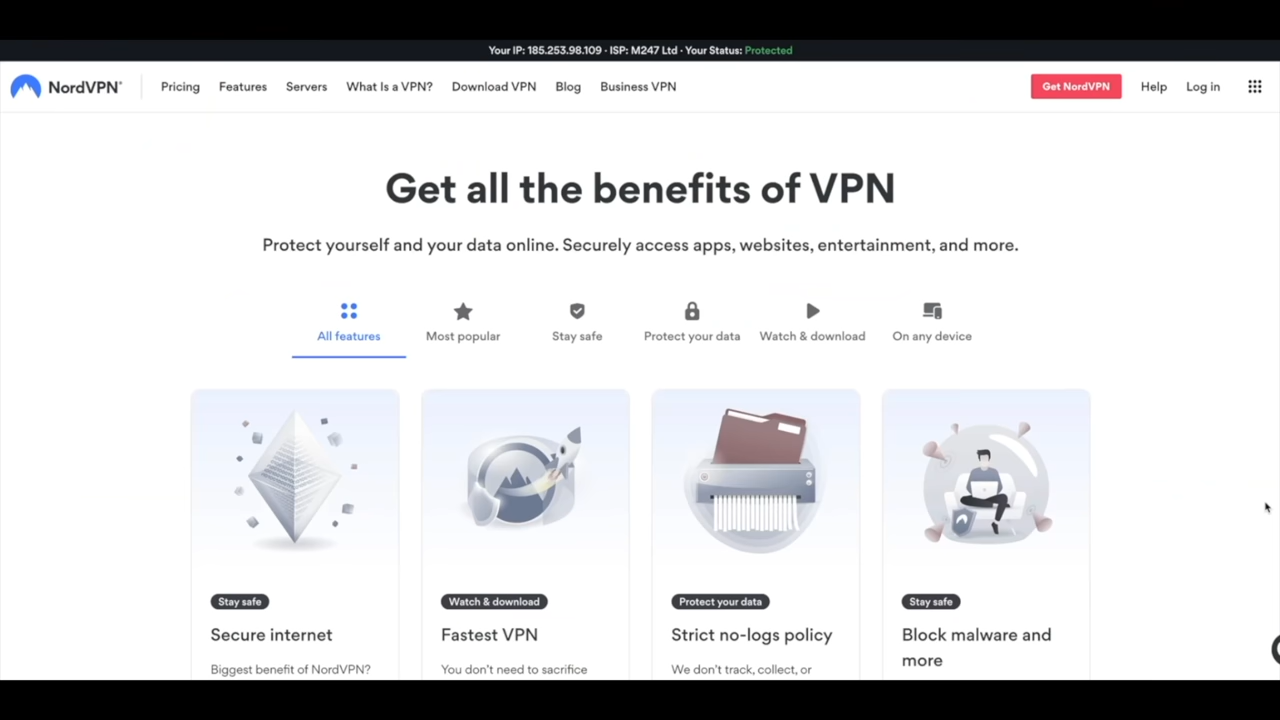 Your IP: 185.253.98.109 · ISP: M247 Ltd · Your Status: Protected
NordVPN®
Pricing
Features
Servers
What Is a VPN?
Download VPN
Blog
Business VPN
Get NordVPN
Help
Log in
Get all the benefits of VPN
Protect yourself and your data online. Securely access apps, websites, entertainment, and more.
All features
Most popular
Stay safe
Protect your data
Watch & download
On any device
Stay safe
Secure internet
Biggest benefit of NordVPN?
Watch & download
Fastest VPN
You don't need to sacrifice
Protect your data
Strict no-logs policy
We don't track, collect, or
Stay safe
Block malware and
more